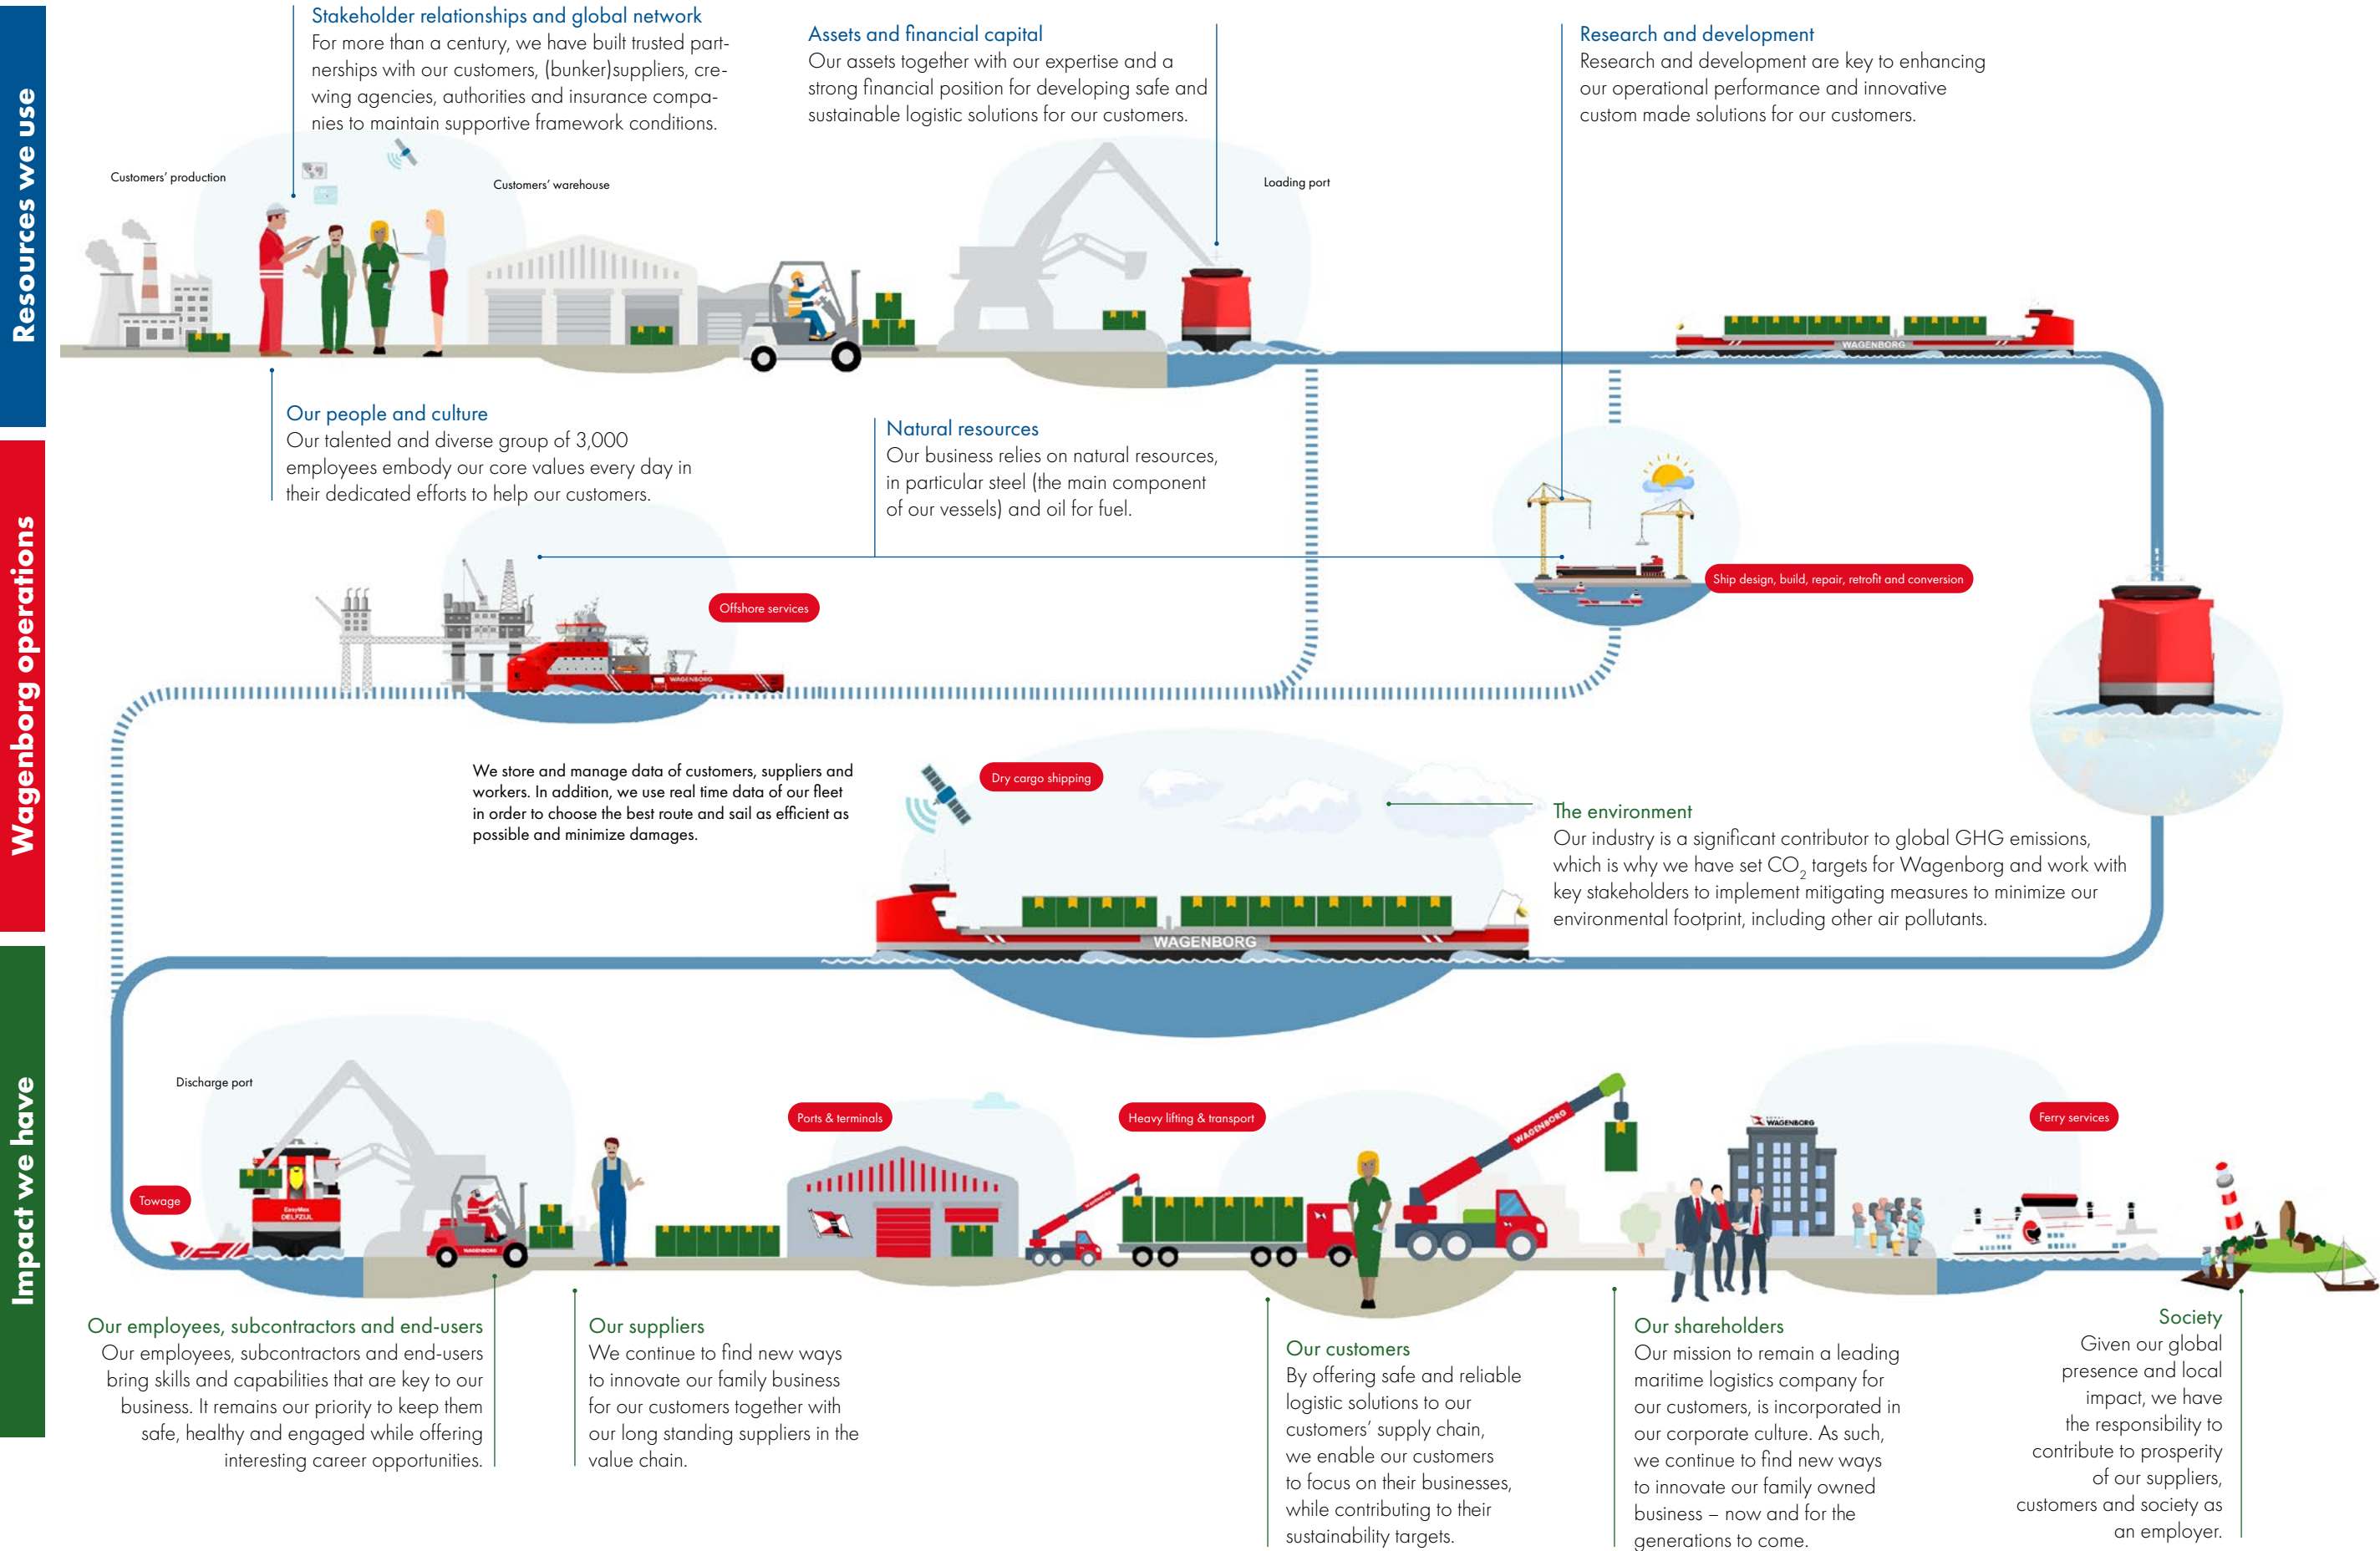 Resources we use
Stakeholder relationships and global network
For more than a century, we have built trusted part-
nerships with our customers, (bunker)suppliers, cre-
wing agencies, authorities and insurance compa-
nies to maintain supportive framework conditions.
Assets and financial capital
Our assets together with our expertise and a
strong financial position for developing safe and
sustainable logistic solutions for our customers.
Research and development
Research and development are key to enhancing
our operational performance and innovative
custom made solutions for our customers.
Customers' production
Customers' warehouse
Loading port
WAGENBORG
Our people and culture
Our talented and diverse group of 3,000
employees embody our core values every day in
their dedicated efforts to help our customers.
Natural resources
Our business relies on natural resources,
in particular steel (the main component
of our vessels) and oil for fuel.
Wagenborg operations
Ship design, build, repair, retrofit and conversion
Offshore services
WAGENBORG
We store and manage data of customers, suppliers and
workers. In addition, we use real time data of our fleet
in order to choose the best route and sail as efficient as
possible and minimize damages.
Dry cargo shipping
The environment
Our industry is a significant contributor to global GHG emissions,
which is why we have set CO2 targets for Wagenborg and work with
key stakeholders to implement mitigating measures to minimize our
environmental footprint, including other air pollutants.
WAGENBORG
Impact we have
Discharge port
Towage
EasyMax
DELFZIJL
WAGENBORG
Ports & terminals
Heavy lifting & transport
WAGENBORG
WAGENBORG
Ferry services
Our employees, subcontractors and end-users
Our employees, subcontractors and end-users
bring skills and capabilities that are key to our
business. It remains our priority to keep them
safe, healthy and engaged while offering
interesting career opportunities.
Our suppliers
We continue to find new ways
to innovate our family business
for our customers together with
our long standing suppliers in the
value chain.
Our customers
By offering safe and reliable
logistic solutions to our
customers' supply chain,
we enable our customers
to focus on their businesses,
while contributing to their
sustainability targets.
Our shareholders
Our mission to remain a leading
maritime logistics company for
our customers, is incorporated in
our corporate culture. As such,
we continue to find new ways
to innovate our family owned
business – now and for the
generations to come.
Society
Given our global
presence and local
impact, we have
the responsibility to
contribute to prosperity
of our suppliers,
customers and society as
an employer.